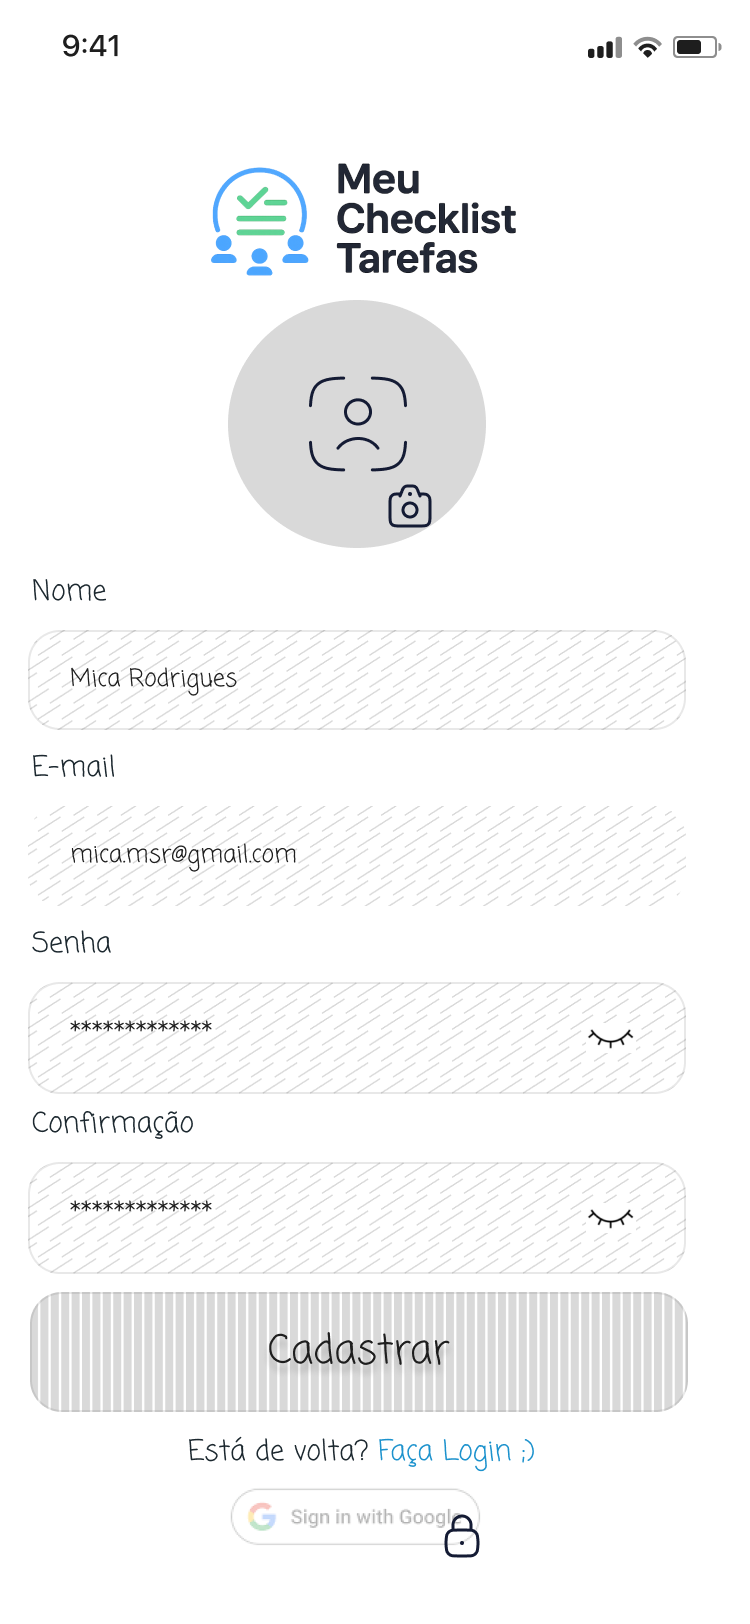 9:41
Meu
Checklist
Tarefas
Nome
Mica Rodrigues
E-mail
mica.msr@gmail.com
Senha
*************
Confirmação
*************
Cadastrar
Está de volta? Faça Login ;)
Sign in with Google